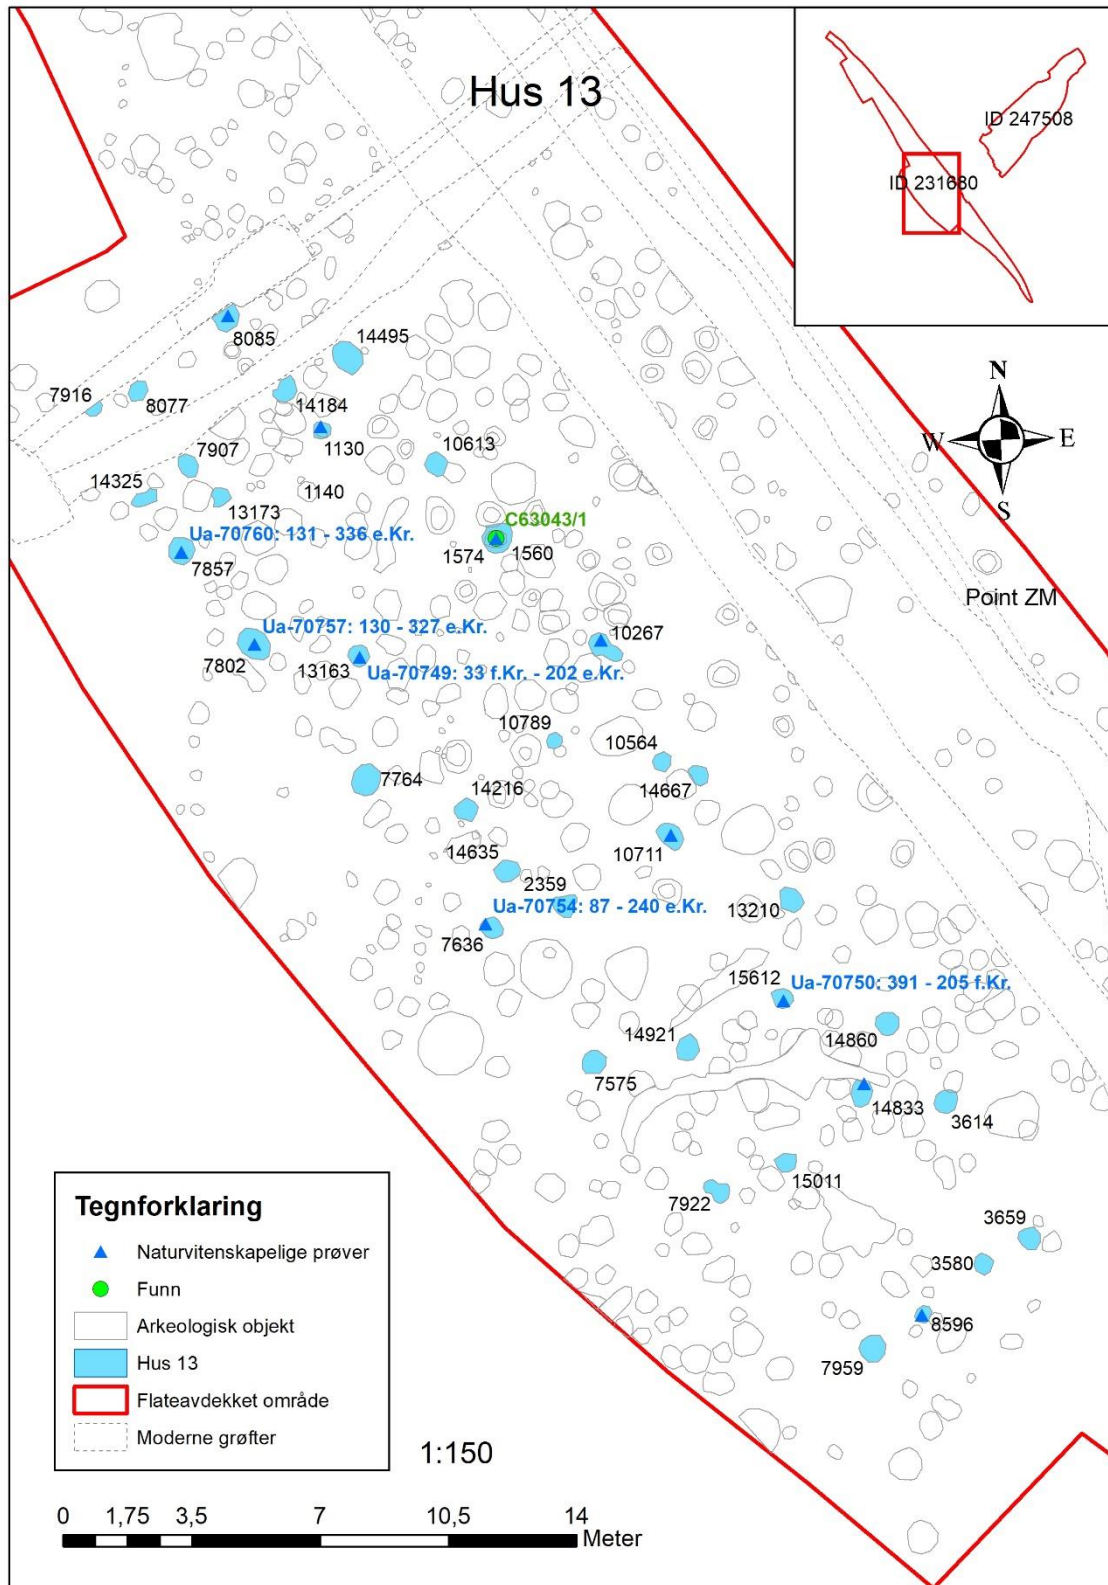 Hus 13
ID 247508
ID 231680
N
W
E
S
8085
14495
7916
8077
14184
1130
10613
7907
14325
13173
1140
C63043/1
Ua-70760: 131 - 336 e.Kr.
1574
1560
7857
Point ZM
Ua-70757: 130 - 327 e.Kr.
10267
7802
13163
Ua-70749: 33 f.Kr. - 202 e.Kr.
10789
10564
7764
14216
14667
14635
10711
2359
Ua-70754: 87 - 240 e.Kr.
13210
7636
15612
Ua-70750: 391 - 205 f.Kr.
14921
14860
7575
14833
3614
15011
7922
3659
3580
8596
7959
Tegnforklaring
Naturvitenskapelige prøver
Funn
Arkeologisk objekt
Hus 13
Flateavdekket område
Moderne grøfter
1:150
0 1,75 3,5 7 10,5 14
Meter